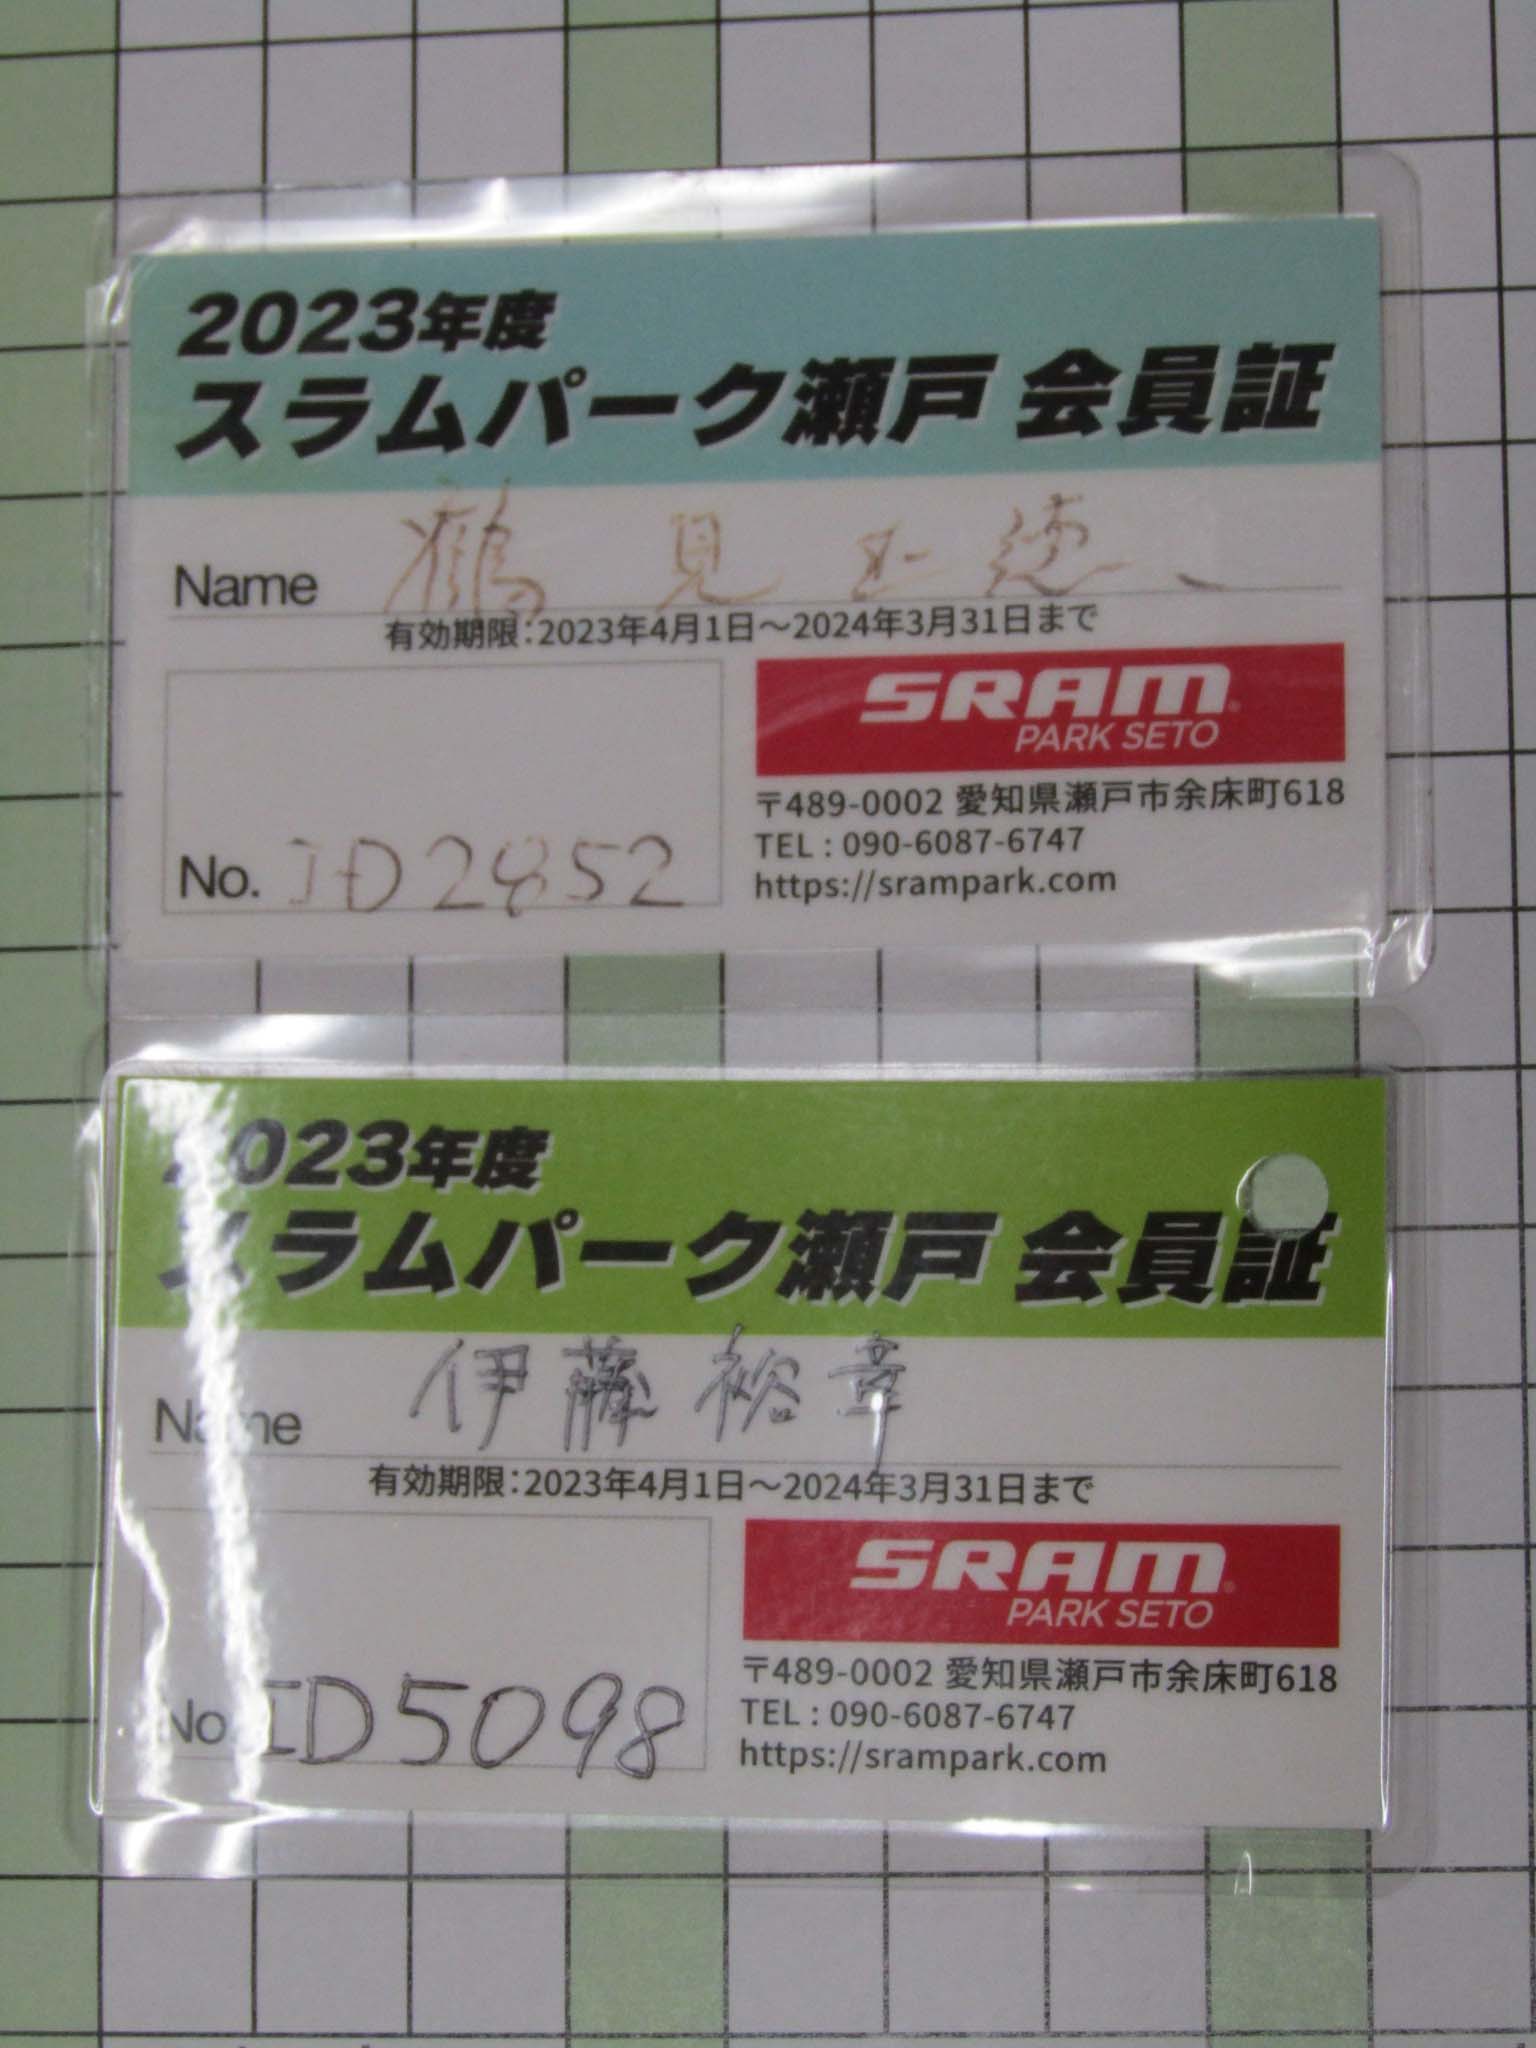 2023年度
スラムパーク瀬戸 会員証
Name 鶴見 正徳
有効期限:2023年4月1日～2024年3月31日まで
No. ID2852
SRAM
PARK SETO
〒489-0002 愛知県瀬戸市余床町618
TEL : 090-6087-6747
https://srampark.com
2023年度
スラムパーク瀬戸 会員証
Name 伊藤 裕章
有効期限:2023年4月1日～2024年3月31日まで
No. ID5098
SRAM
PARK SETO
〒489-0002 愛知県瀬戸市余床町618
TEL : 090-6087-6747
https://srampark.com